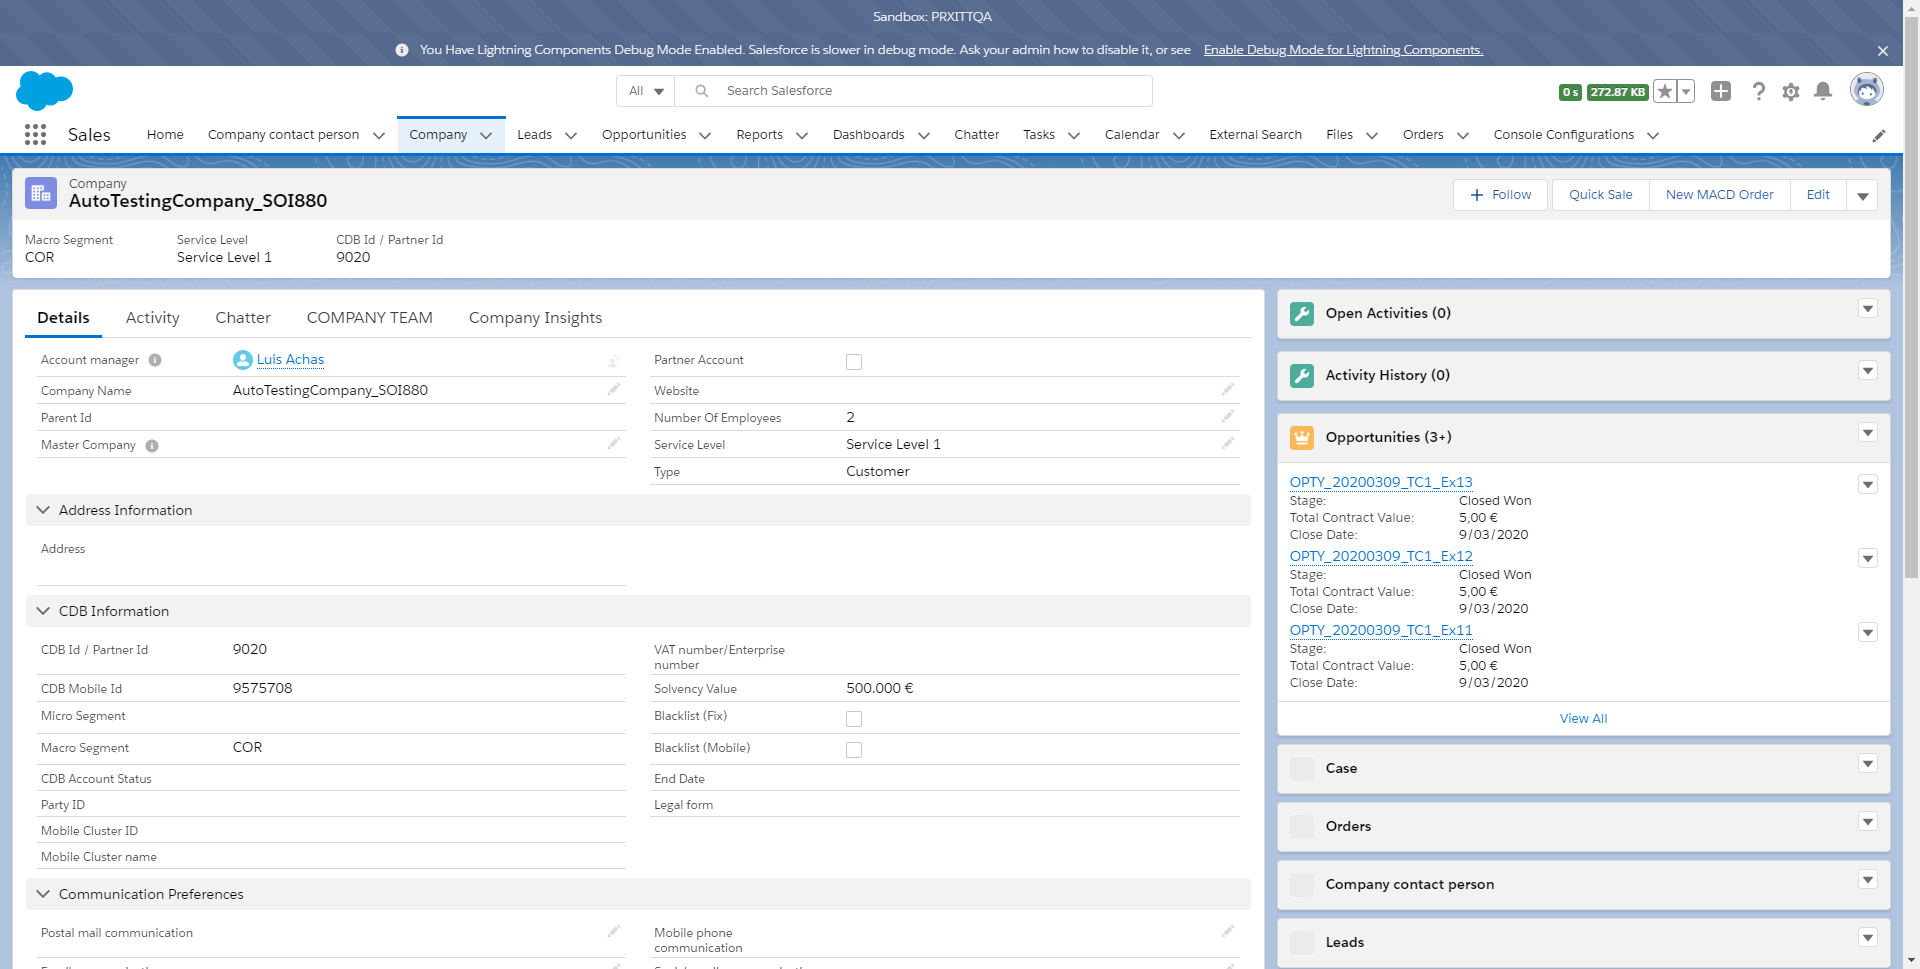 Sandbox: PRXITTQA
You Have Lightning Components Debug Mode Enabled. Salesforce is slower in debug mode. Ask your admin how to disable it, or see Enable Debug Mode for Lightning Components.
All Search Salesforce 0 s 272.87 KB
Sales Home Company contact person Company Leads Opportunities Reports Dashboards Chatter Tasks Calendar External Search Files Orders Console Configurations
Company
AutoTestingCompany_SOI880
Follow Quick Sale New MACD Order Edit
Macro Segment Service Level CDB Id / Partner Id
COR Service Level 1 9020
Details Activity Chatter COMPANY TEAM Company Insights
Account manager Luis Achas Partner Account
Company Name AutoTestingCompany_SOI880 Website
Parent Id Number Of Employees 2
Master Company Service Level Service Level 1
Type Customer
Address Information
Address
CDB Information
CDB Id / Partner Id 9020 VAT number/Enterprise
number
CDB Mobile Id 9575708 Solvency Value 500.000 €
Micro Segment Blacklist (Fix)
Macro Segment COR Blacklist (Mobile)
CDB Account Status End Date
Party ID Legal form
Mobile Cluster ID
Mobile Cluster name
Communication Preferences
Postal mail communication Mobile phone
communication
Open Activities (0)
Activity History (0)
Opportunities (3+)
OPTY_20200309_TC1_Ex13
Stage: Closed Won
Total Contract Value: 5,00 €
Close Date: 9/03/2020
OPTY_20200309_TC1_Ex12
Stage: Closed Won
Total Contract Value: 5,00 €
Close Date: 9/03/2020
OPTY_20200309_TC1_Ex11
Stage: Closed Won
Total Contract Value: 5,00 €
Close Date: 9/03/2020
View All
Case
Orders
Company contact person
Leads